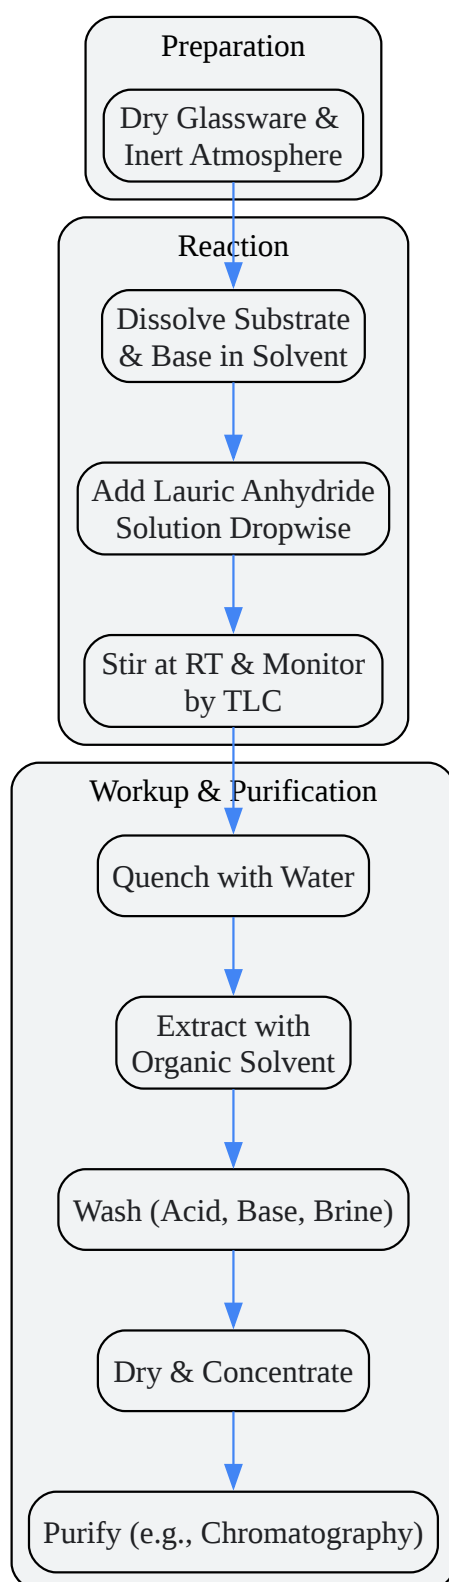 Preparation
Dry Glassware &
Inert Atmosphere
Reaction
Dissolve Substrate
& Base in Solvent
Add Lauric Anhydride
Solution Dropwise
Stir at RT & Monitor
by TLC
Workup & Purification
Quench with Water
Extract with
Organic Solvent
Wash (Acid, Base, Brine)
Dry & Concentrate
Purify (e.g., Chromatography)